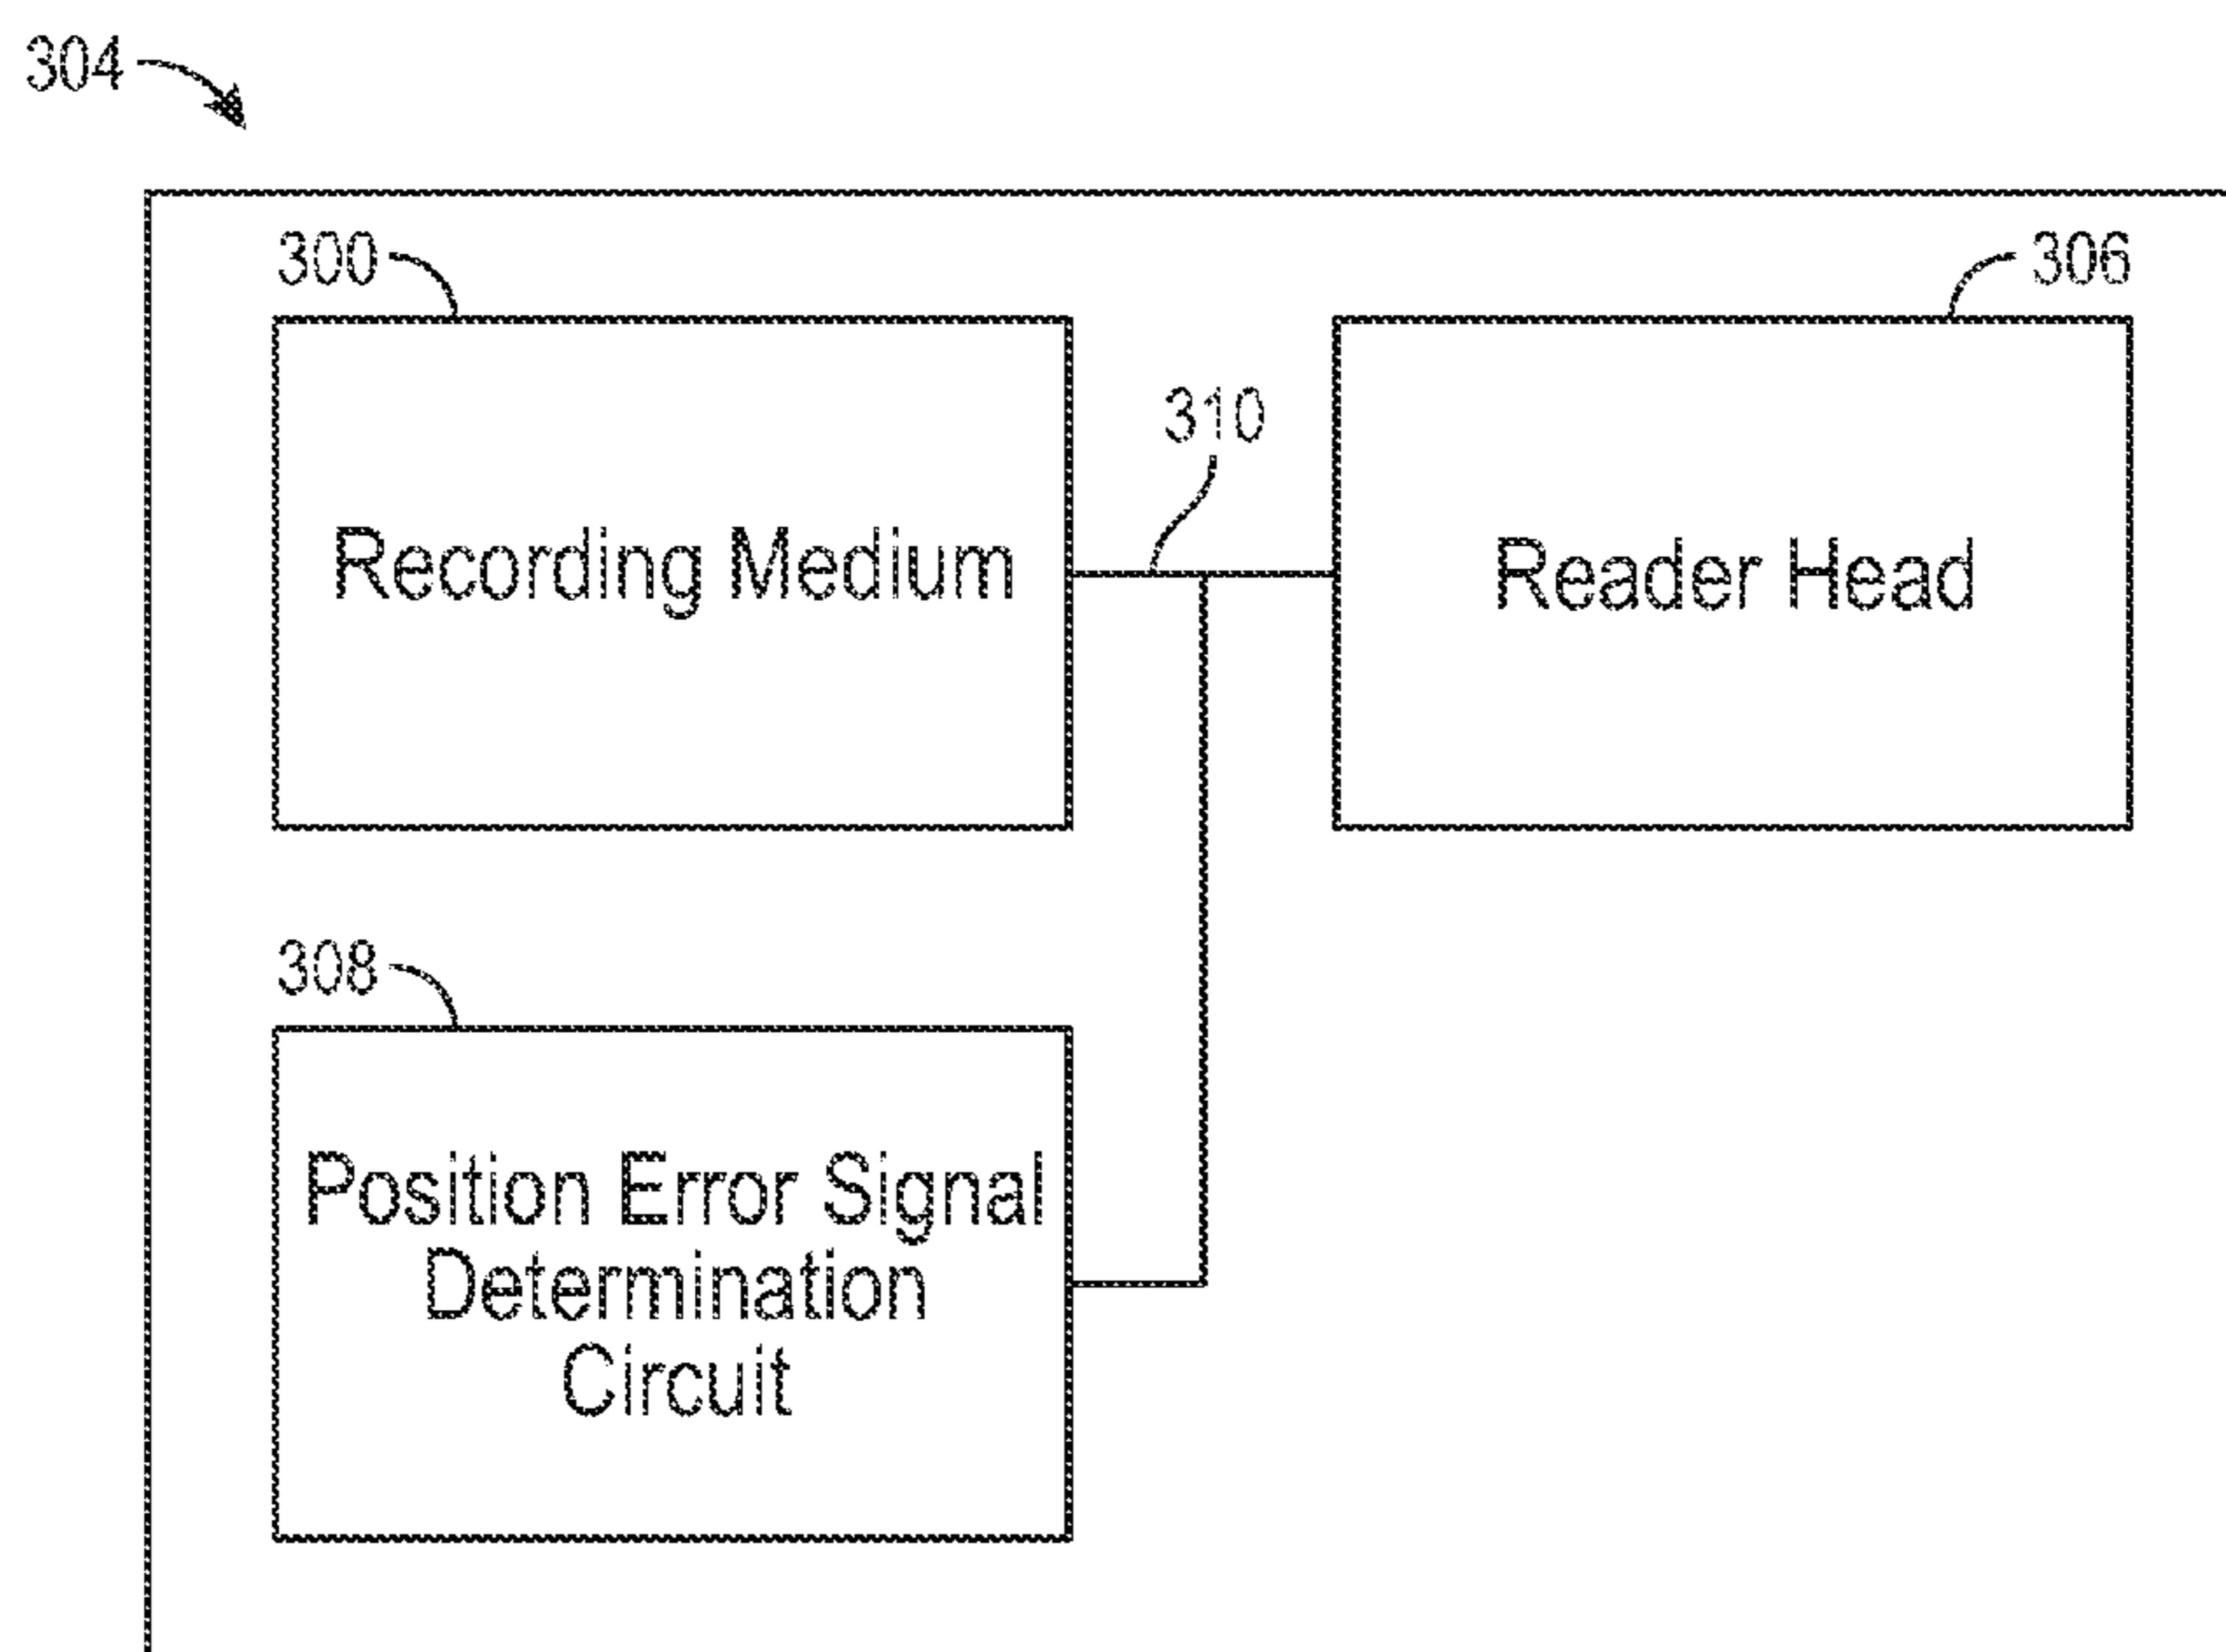 304
300
306
310
Recording Medium
Reader Head
308
Position Error Signal
Determination
Circuit